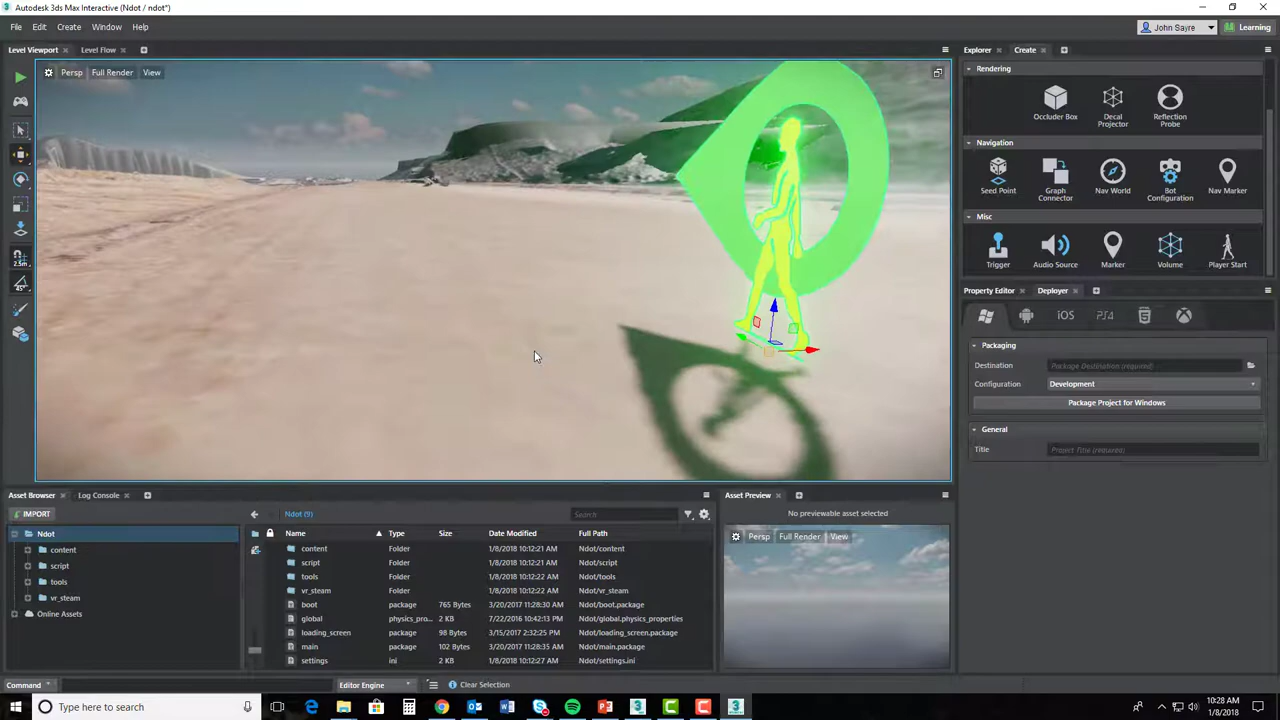 Autodesk 3ds Max Interactive (Ndot / ndot*)
File Edit Create Window Help
John Sayre Learning
Level Viewport Level Flow
Persp Full Render View
2.5m
45°
Explorer Create
Rendering
Occluder Box Decal Projector Reflection Probe
Navigation
Seed Point Graph Connector Nav World Bot Configuration Nav Marker
Misc
Trigger Audio Source Marker Volume Player Start
Property Editor Deployer
iOS PS4
Packaging
Destination Package Destination (required)
Configuration Development
Package Project for Windows
General
Title Project Title (required)
Asset Browser Log Console
IMPORT
Ndot
content
script
tools
vr_steam
Online Assets
Ndot (9) Search
Name Type Size Date Modified Full Path
content Folder 1/8/2018 10:12:21 AM Ndot/content
script Folder 1/8/2018 10:12:21 AM Ndot/script
tools Folder 1/8/2018 10:12:22 AM Ndot/tools
vr_steam Folder 1/8/2018 10:12:22 AM Ndot/vr_steam
boot package 765 Bytes 3/20/2017 11:28:30 AM Ndot/boot.package
global physics_pro... 2 KB 7/22/2016 10:42:13 PM Ndot/global.physics_properties
loading_screen package 98 Bytes 3/15/2017 2:32:25 PM Ndot/loading_screen.package
main package 102 Bytes 3/20/2017 11:28:35 AM Ndot/main.package
settings ini 2 KB 1/8/2018 10:12:27 AM Ndot/settings.ini
Asset Preview
No previewable asset selected
Persp Full Render View
Command Editor Engine Clear Selection
Type here to search
10:28 AM
1/8/2018